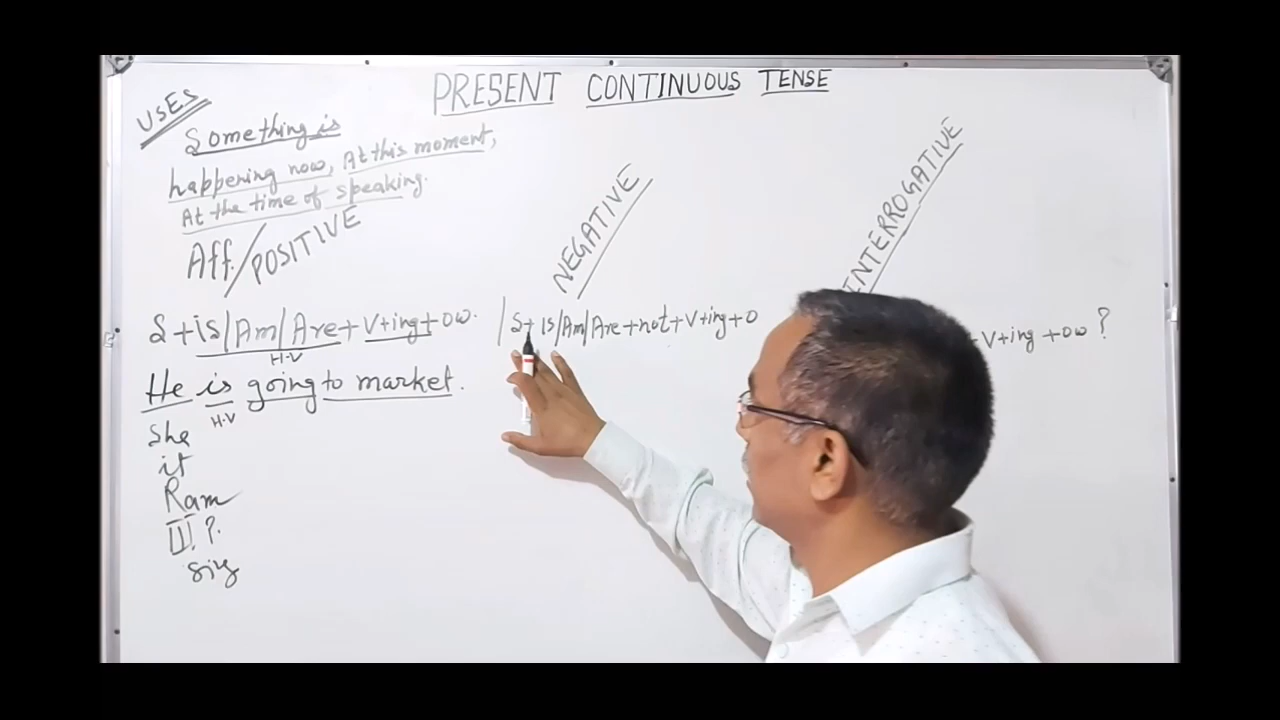 PRESENT CONTINUOUS TENSE
USES
Something is
happening now, At this moment,
At the time of speaking.
Aff./POSITIVE
S+is/Am/Are+V+ing+ow.
H.V
He is going to market.
H.V
She
it
Ram
III.P.
NEGATIVE
S+is/Am/Are+not+V+ing+O
INTERROGATIVE
V+ing+ow?